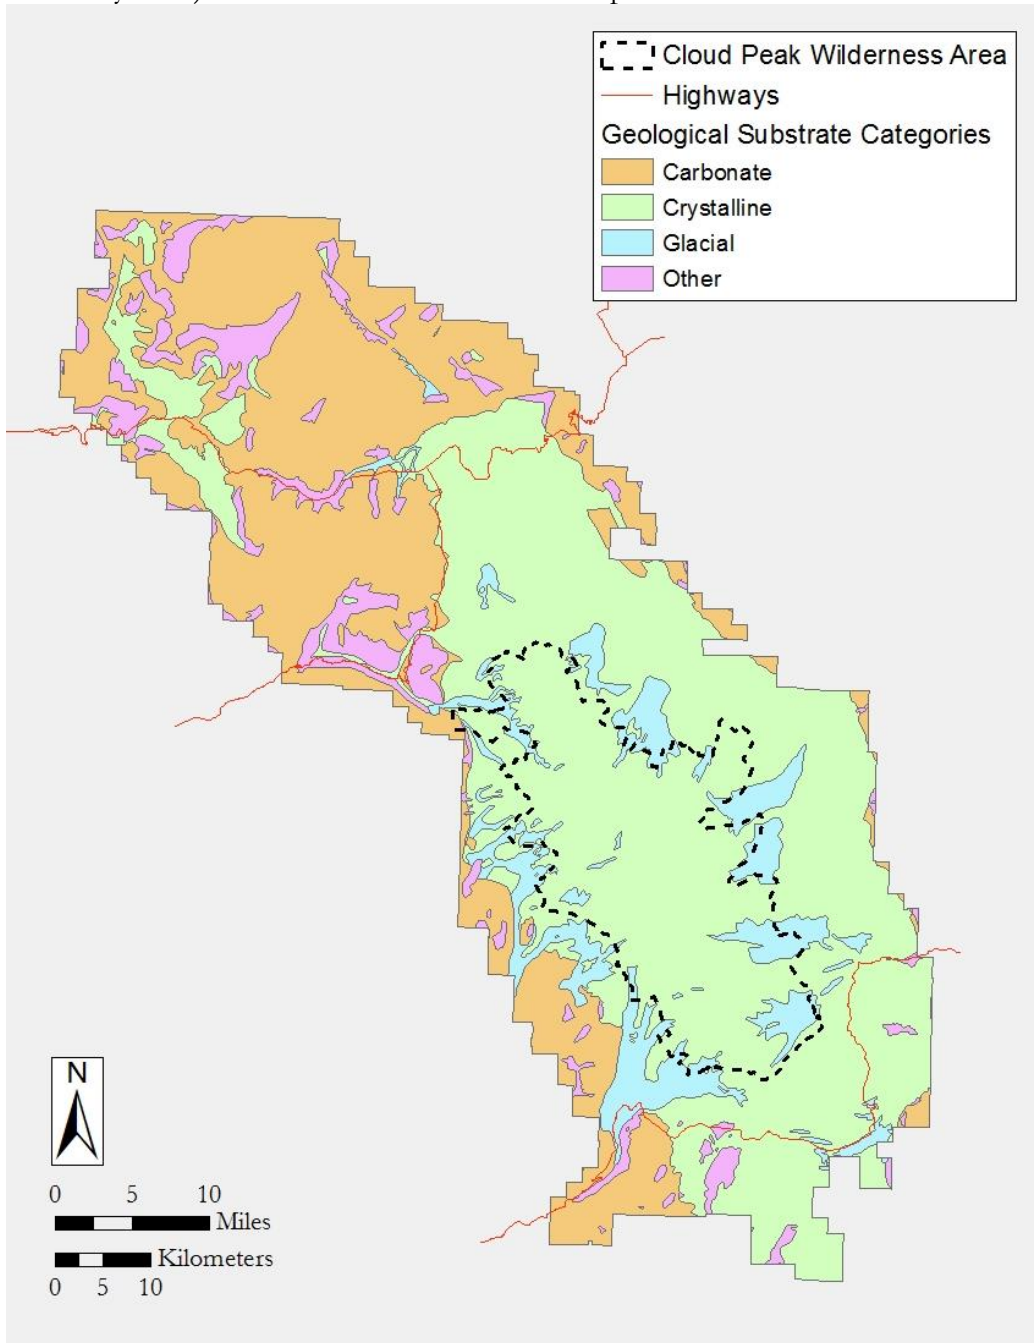 Cloud Peak Wilderness Area
Highways
Geological Substrate Categories
Carbonate
Crystalline
Glacial
Other
N
0 5 10
Miles
Kilometers
0 5 10